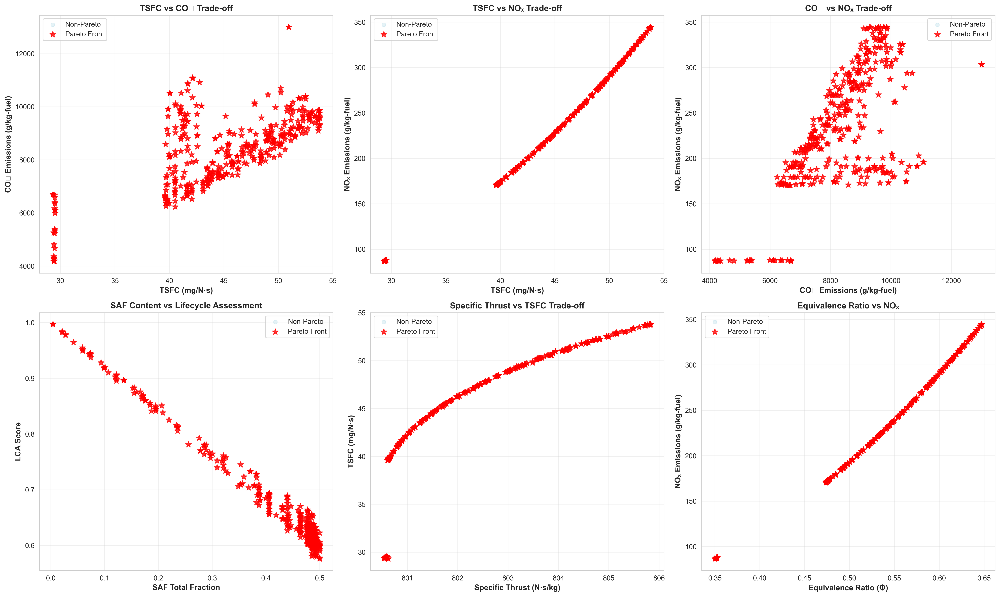 TSFC vs CO□ Trade-off
Non-Pareto
Pareto Front
12000
10000
8000
6000
4000
CO□ Emissions (g/kg-fuel)
30 35 40 45 50 55
TSFC (mg/N·s)
TSFC vs NOₓ Trade-off
Non-Pareto
Pareto Front
350
300
250
200
150
100
NOₓ Emissions (g/kg-fuel)
30 35 40 45 50 55
TSFC (mg/N·s)
CO□ vs NOₓ Trade-off
Non-Pareto
Pareto Front
350
300
250
200
150
100
NOₓ Emissions (g/kg-fuel)
4000 6000 8000 10000 12000
CO□ Emissions (g/kg-fuel)
SAF Content vs Lifecycle Assessment
Non-Pareto
Pareto Front
1.0
0.9
0.8
0.7
0.6
LCA Score
0.0 0.1 0.2 0.3 0.4 0.5
SAF Total Fraction
Specific Thrust vs TSFC Trade-off
Non-Pareto
Pareto Front
55
50
45
40
35
30
TSFC (mg/N·s)
801 802 803 804 805 806
Specific Thrust (N·s/kg)
Equivalence Ratio vs NOₓ
Non-Pareto
Pareto Front
350
300
250
200
150
100
NOₓ Emissions (g/kg-fuel)
0.35 0.40 0.45 0.50 0.55 0.60 0.65
Equivalence Ratio (Φ)